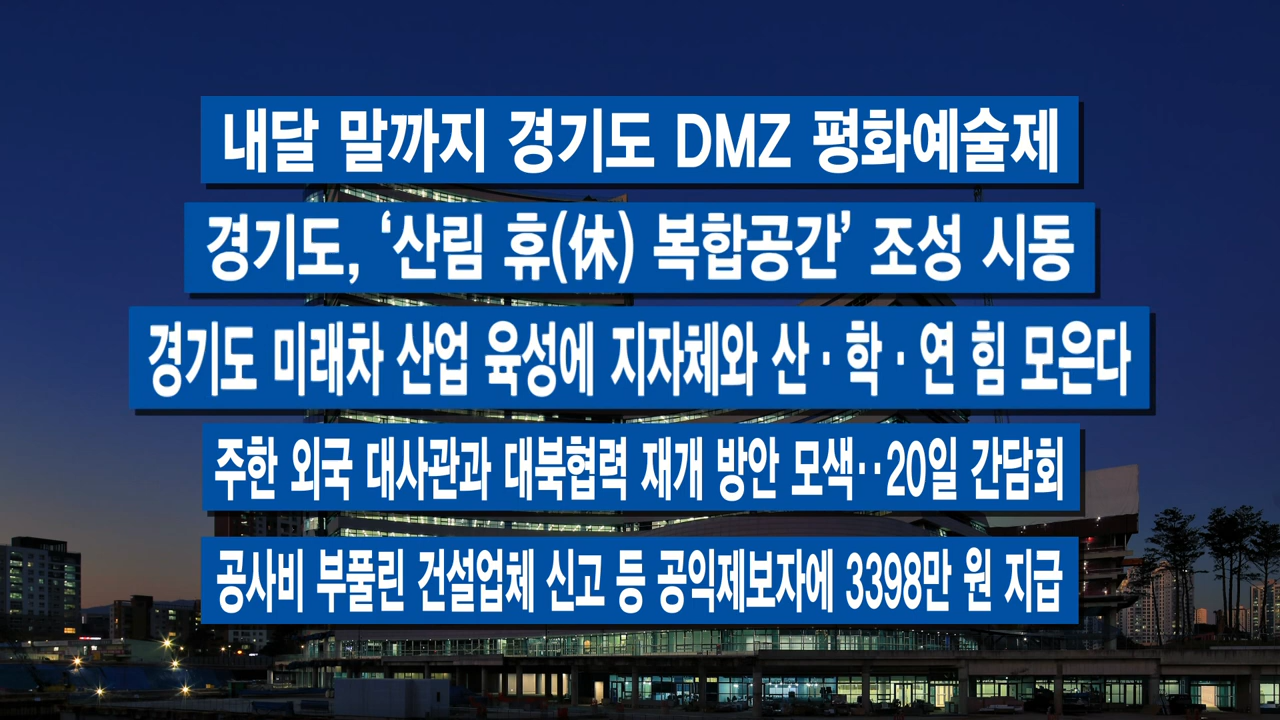 내달 말까지 경기도 DMZ 평화예술제
경기도, ‘산림 휴(休) 복합공간’ 조성 시동
경기도 미래차 산업 육성에 지자체와 산·학·연 힘 모은다
주한 외국 대사관과 대북협력 재개 방안 모색‥20일 간담회
공사비 부풀린 건설업체 신고 등 공익제보자에 3398만 원 지급